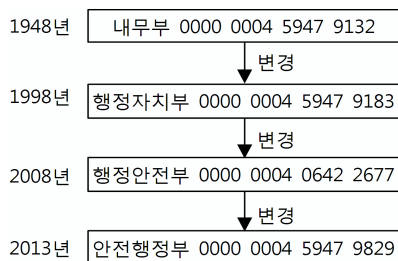 1948년 내무부 0000 0004 5947 9132
변경
1998년 행정자치부 0000 0004 5947 9183
변경
2008년 행정안전부 0000 0004 0642 2677
변경
2013년 안전행정부 0000 0004 5947 9829